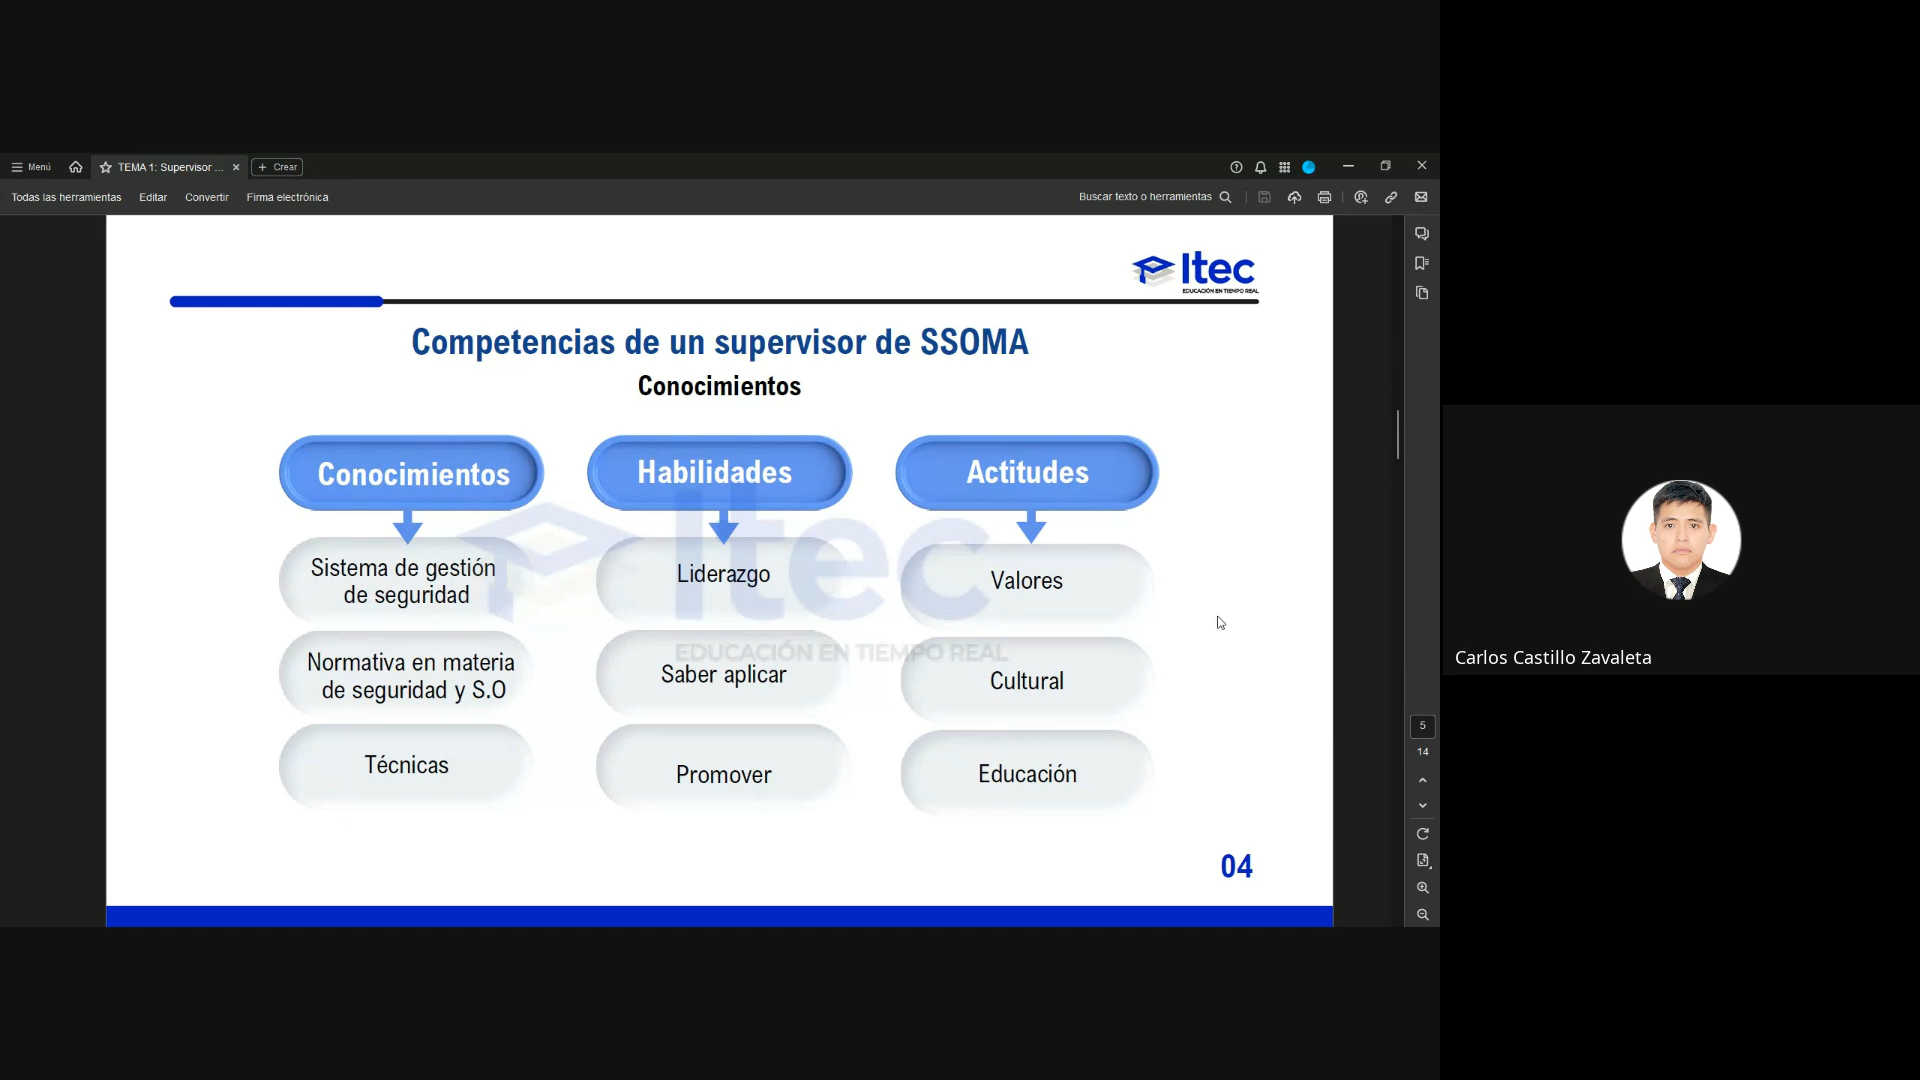 Menú
TEMA 1: Supervisor ...
Crear
Todas las herramientas
Editar
Convertir
Firma electrónica
Buscar texto o herramientas
Itec
EDUCACIÓN EN TIEMPO REAL
Competencias de un supervisor de SSOMA
Conocimientos
Conocimientos
Habilidades
Actitudes
Sistema de gestión
de seguridad
Liderazgo
Valores
Normativa en materia
de seguridad y S.O
Saber aplicar
Cultural
Técnicas
Promover
Educación
Itec
EDUCACIÓN EN TIEMPO REAL
04
5
14
Carlos Castillo Zavaleta